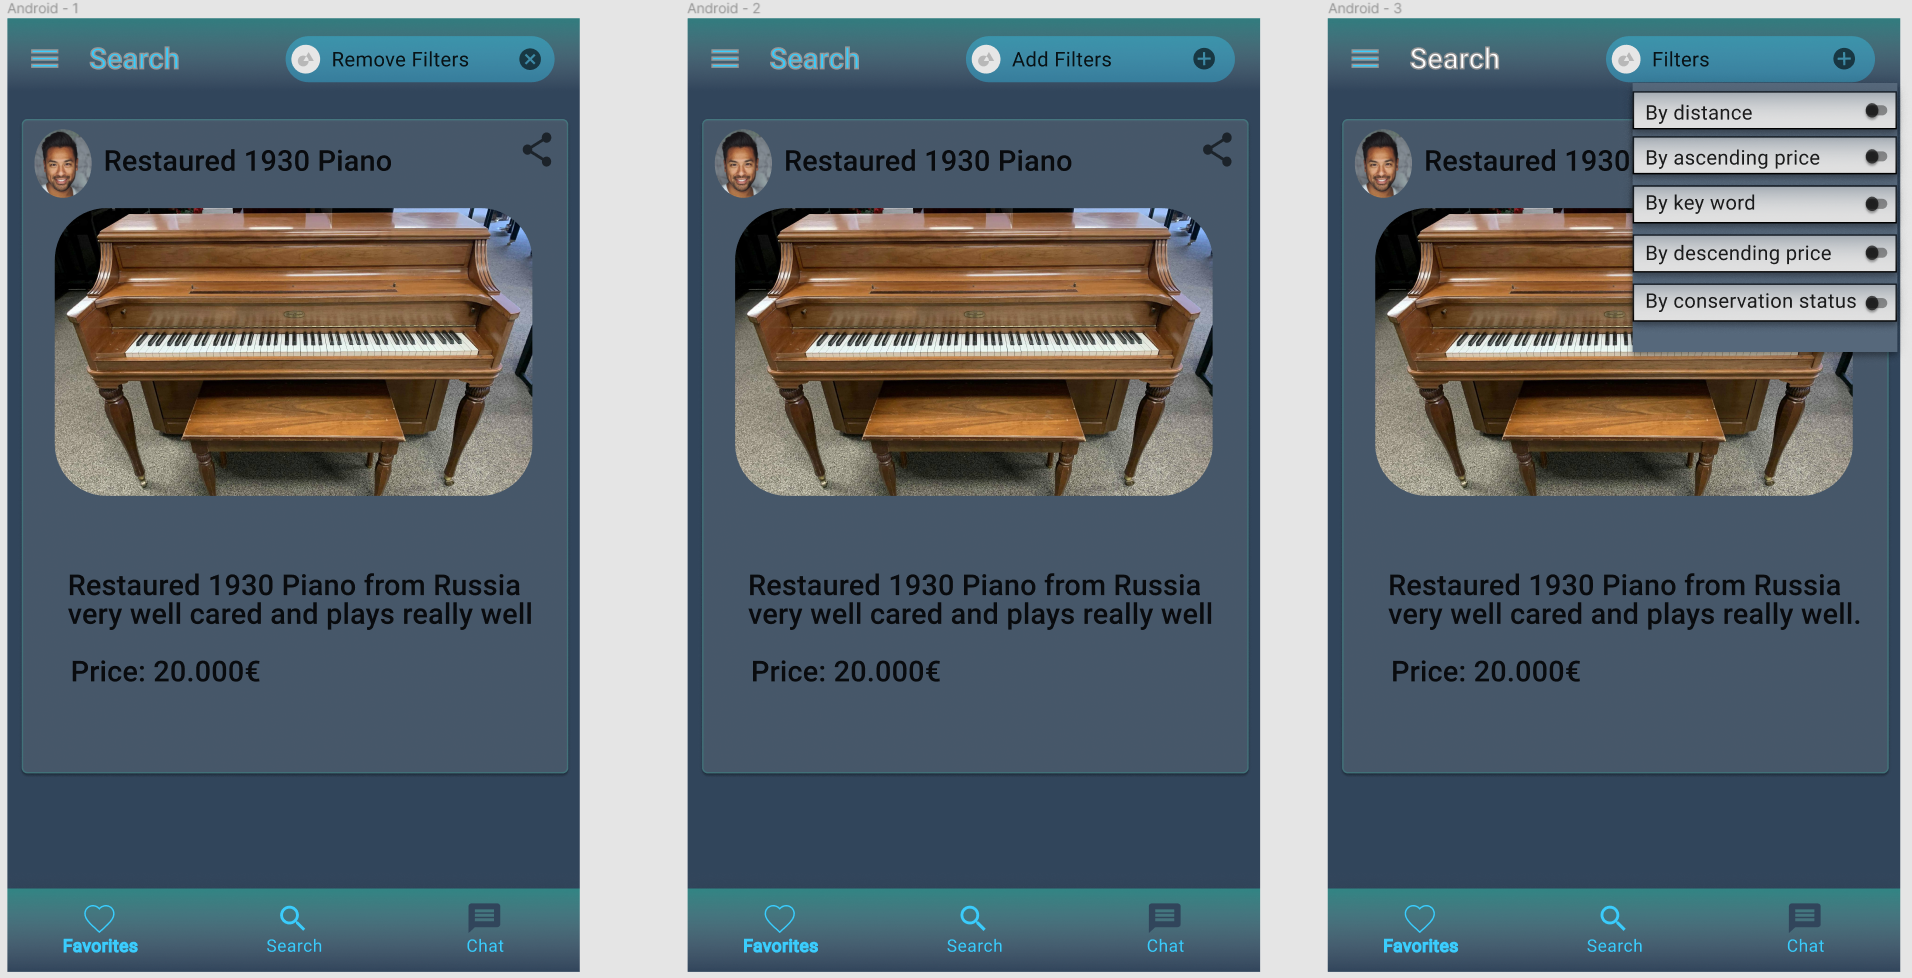 Android - 1
Search
Remove Filters
Restaured 1930 Piano
Restaured 1930 Piano from Russia
very well cared and plays really well
Price: 20.000€
Favorites
Search
Chat
Android - 2
Search
Add Filters
Restaured 1930 Piano
Restaured 1930 Piano from Russia
very well cared and plays really well
Price: 20.000€
Favorites
Search
Chat
Android - 3
Search
Filters
By distance
By ascending price
By key word
By descending price
By conservation status
Restaured 1930
Restaured 1930 Piano from Russia
very well cared and plays really well.
Price: 20.000€
Favorites
Search
Chat